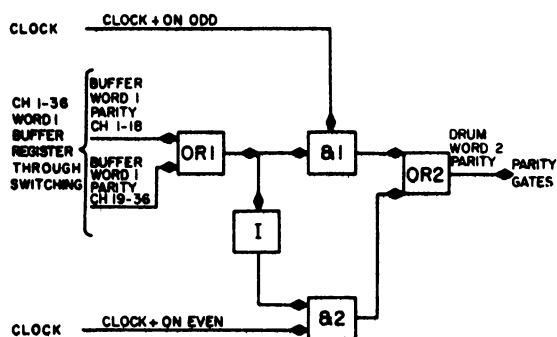 CLOCK
CLOCK + ON ODD
CH 1-36
WORD 1
BUFFER
REGISTER
THROUGH
SWITCHING
BUFFER
WORD 1
PARITY
CH 1-18
BUFFER
WORD 1
PARITY
CH 19-36
OR1
&1
I
&2
OR2
DRUM
WORD 2
PARITY
PARITY
GATES
CLOCK
CLOCK + ON EVEN